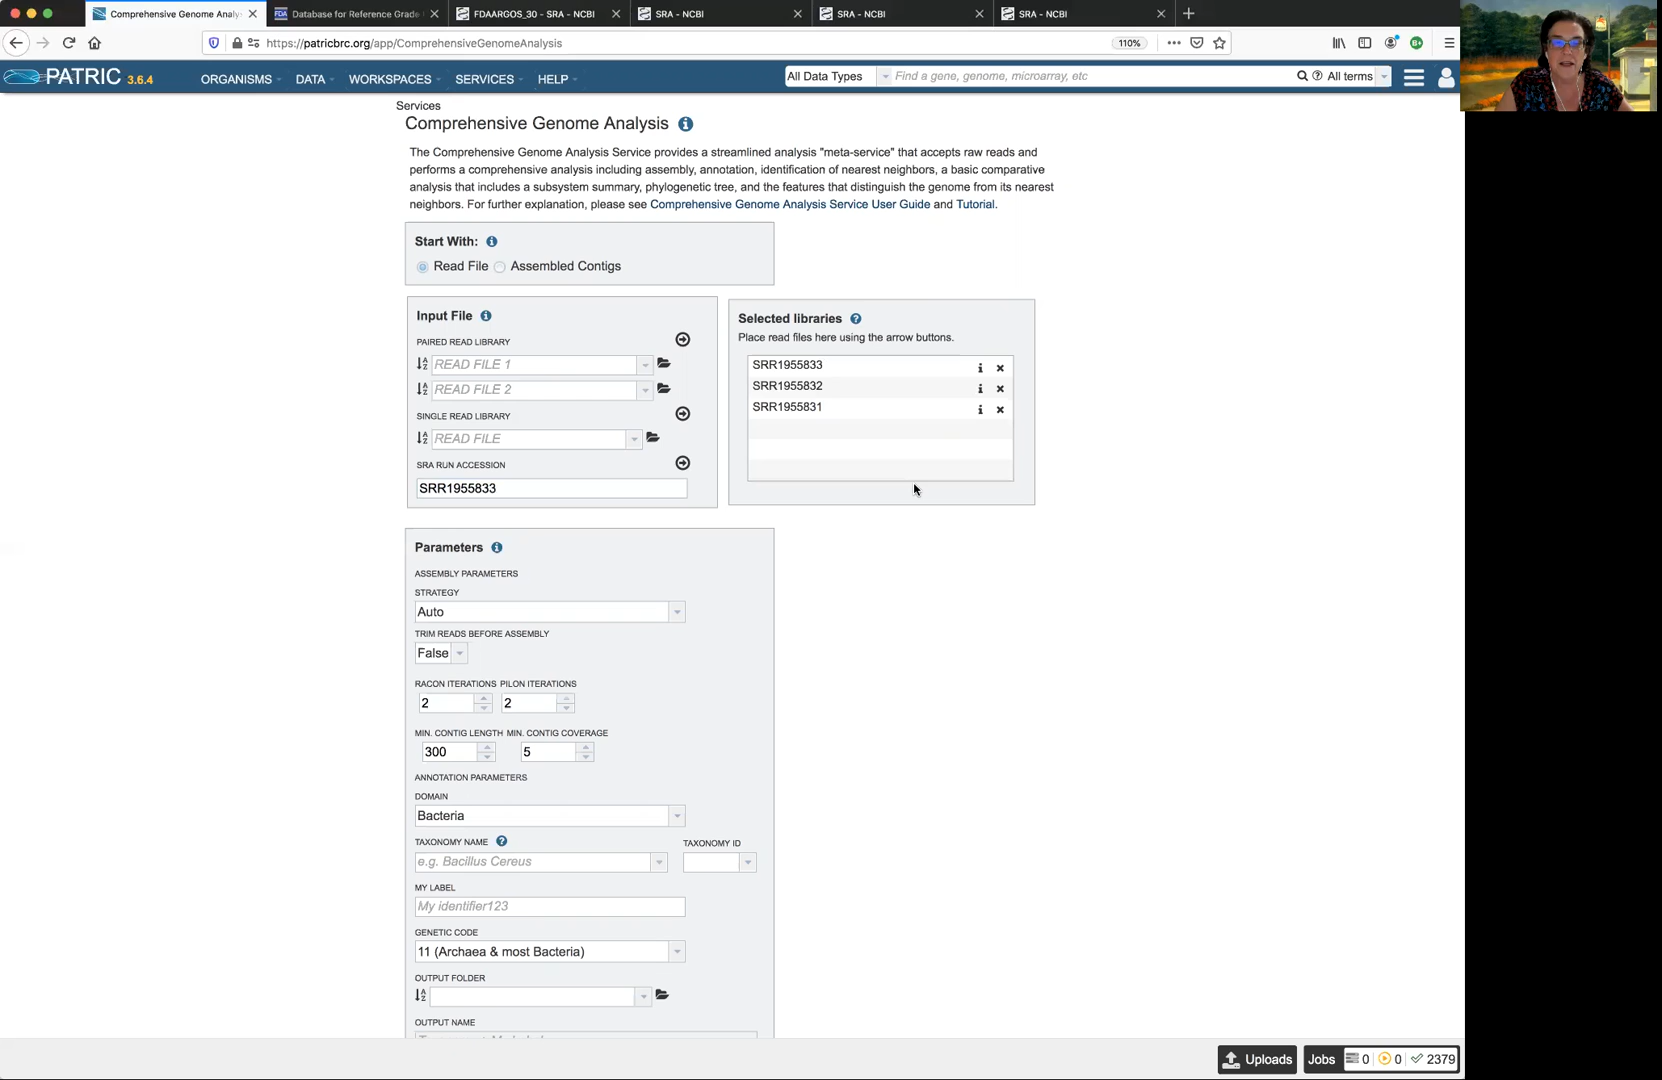 Comprehensive Genome Analy
Database for Reference Grade
FDAARGOS_30 - SRA - NCBI
SRA - NCBI
SRA - NCBI
SRA - NCBI
https://patricbrc.org/app/ComprehensiveGenomeAnalysis
110%
PATRIC 3.6.4
ORGANISMS
DATA
WORKSPACES
SERVICES
HELP
All Data Types
Find a gene, genome, microarray, etc
All terms
Services
Comprehensive Genome Analysis
The Comprehensive Genome Analysis Service provides a streamlined analysis "meta-service" that accepts raw reads and
performs a comprehensive analysis including assembly, annotation, identification of nearest neighbors, a basic comparative
analysis that includes a subsystem summary, phylogenetic tree, and the features that distinguish the genome from its nearest
neighbors. For further explanation, please see Comprehensive Genome Analysis Service User Guide and Tutorial.
Start With:
Read File Assembled Contigs
Input File
PAIRED READ LIBRARY
READ FILE 1
READ FILE 2
SINGLE READ LIBRARY
READ FILE
SRA RUN ACCESSION
SRR1955833
Selected libraries
Place read files here using the arrow buttons.
SRR1955833
SRR1955832
SRR1955831
Parameters
ASSEMBLY PARAMETERS
STRATEGY
Auto
TRIM READS BEFORE ASSEMBLY
False
RACON ITERATIONS PILON ITERATIONS
2 2
MIN. CONTIG LENGTH MIN. CONTIG COVERAGE
300 5
ANNOTATION PARAMETERS
DOMAIN
Bacteria
TAXONOMY NAME TAXONOMY ID
e.g. Bacillus Cereus
MY LABEL
My identifier123
GENETIC CODE
11 (Archaea & most Bacteria)
OUTPUT FOLDER
OUTPUT NAME
Uploads
Jobs 0 0 2379